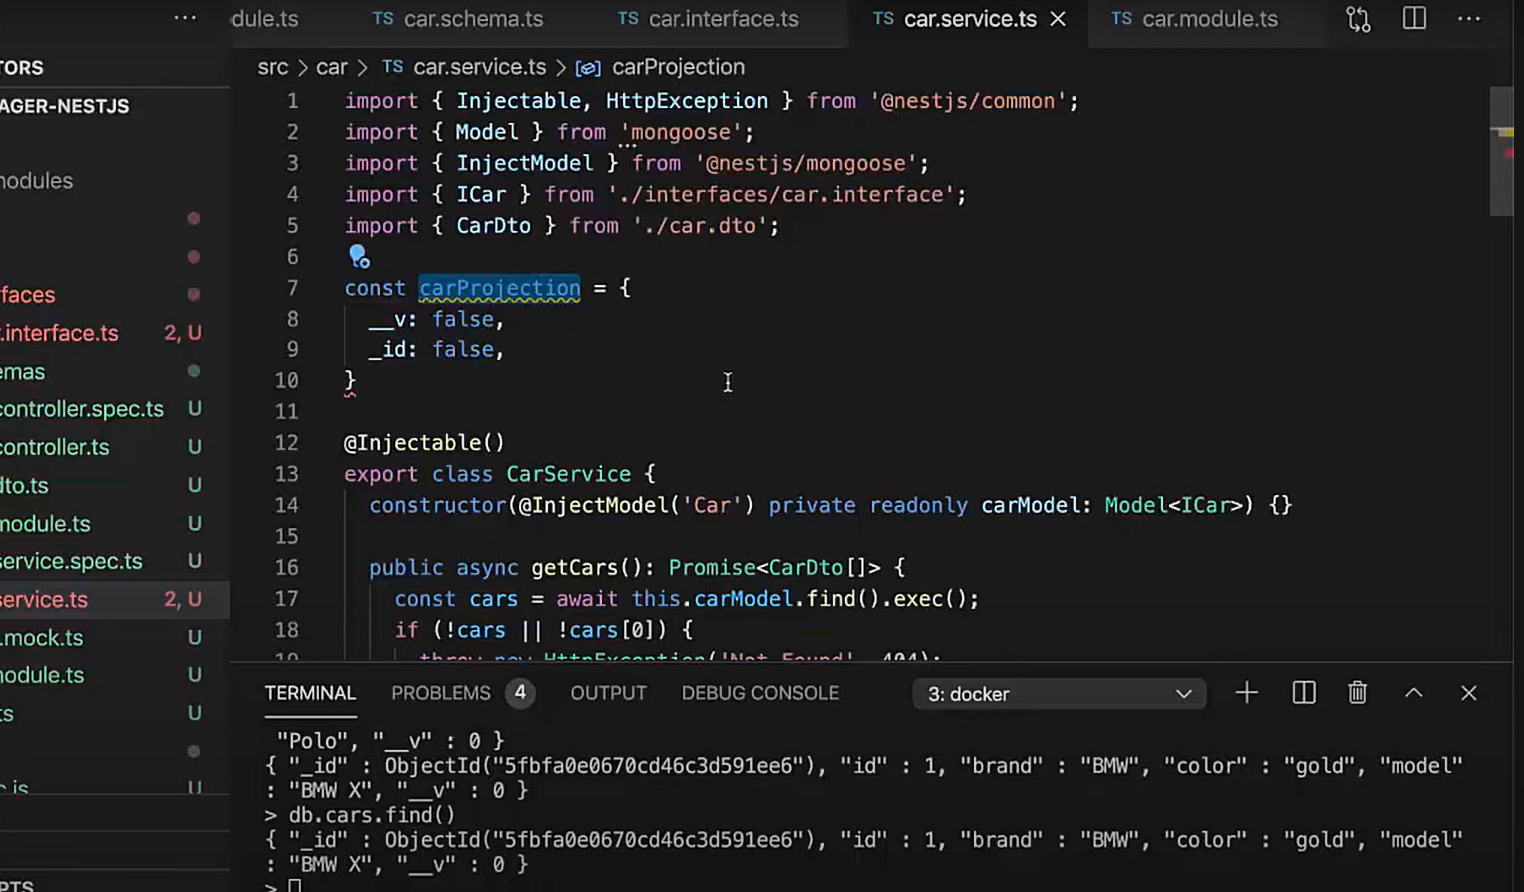 dule.ts TS car.schema.ts TS car.interface.ts TS car.service.ts TS car.module.ts
TORS
src > car > TS car.service.ts > carProjection
AGER-NESTJS
nodules
faces
.interface.ts 2, U
emas
controller.spec.ts U
controller.ts U
dto.ts U
module.ts U
service.spec.ts U
service.ts 2, U
.mock.ts U
module.ts U
ts U
c.js U
PTS
1 import { Injectable, HttpException } from '@nestjs/common';
2 import { Model } from 'mongoose';
3 import { InjectModel } from '@nestjs/mongoose';
4 import { ICar } from './interfaces/car.interface';
5 import { CarDto } from './car.dto';
6
7 const carProjection = {
8 __v: false,
9 _id: false,
10 }
11
12 @Injectable()
13 export class CarService {
14 constructor(@InjectModel('Car') private readonly carModel: Model<ICar>) {}
15
16 public async getCars(): Promise<CarDto[]> {
17 const cars = await this.carModel.find().exec();
18 if (!cars || !cars[0]) {
19 throw new HttpException('Not Found', 404);
TERMINAL PROBLEMS 4 OUTPUT DEBUG CONSOLE 3: docker
"Polo", "__v" : 0 }
{ "_id" : ObjectId("5fbfa0e0670cd46c3d591ee6"), "id" : 1, "brand" : "BMW", "color" : "gold", "model"
: "BMW X", "__v" : 0 }
> db.cars.find()
{ "_id" : ObjectId("5fbfa0e0670cd46c3d591ee6"), "id" : 1, "brand" : "BMW", "color" : "gold", "model"
: "BMW X", "__v" : 0 }
>